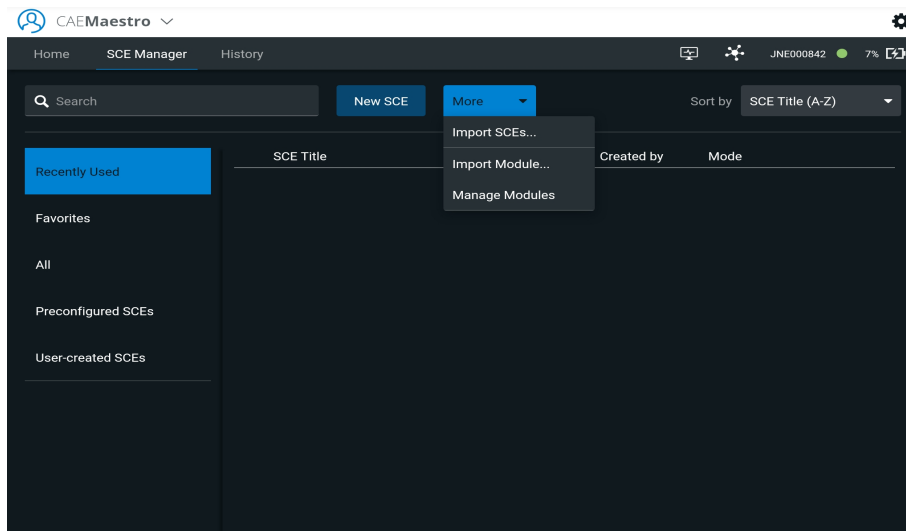 CAEMaestro
Home SCE Manager History JNE000842 7%
Search New SCE More Sort by SCE Title (A-Z)
Import SCEs...
SCE Title Created by Mode
Import Module...
Manage Modules
Recently Used
Favorites
All
Preconfigured SCEs
User-created SCEs